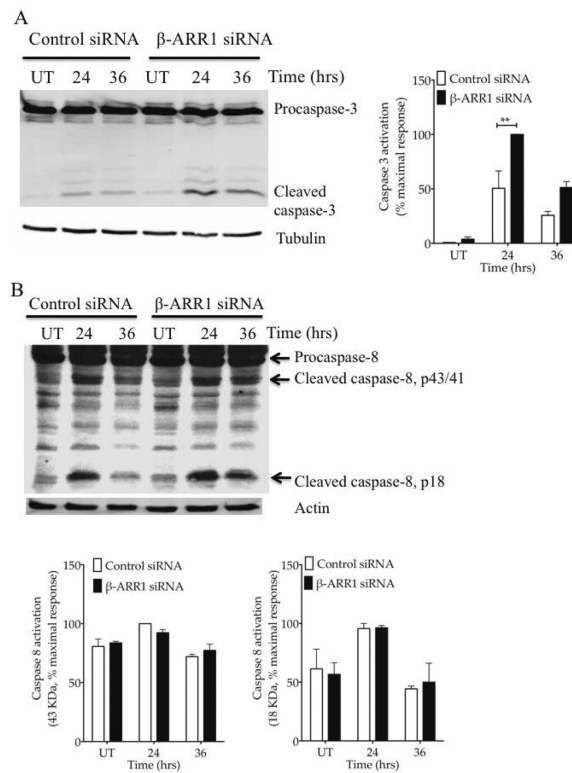 A
Control siRNA β-ARR1 siRNA
UT 24 36 UT 24 36 Time (hrs)
Procaspase-3
Cleaved
caspase-3
Tubulin
Control siRNA
β-ARR1 siRNA
**
Caspase 3 activation
(% maximal response)
150
100
50
0
UT 24 36
Time (hrs)
B
Control siRNA β-ARR1 siRNA
UT 24 36 UT 24 36 Time (hrs)
Procaspase-8
Cleaved caspase-8, p43/41
Cleaved caspase-8, p18
Actin
Control siRNA
β-ARR1 siRNA
Caspase 8 activation
(43 KDa, % maximal response)
150
100
50
0
UT 24 36
Time (hrs)
Control siRNA
β-ARR1 siRNA
Caspase 8 activation
(18 KDa, % maximal response)
150
100
50
0
UT 24 36
Time (hrs)